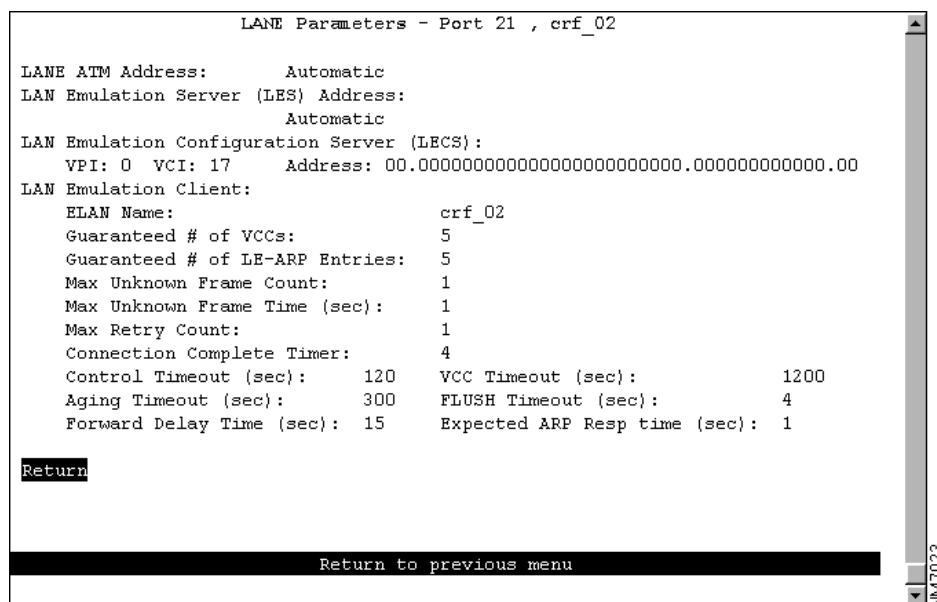 LANE Parameters - Port 21 , crf_02
LANE ATM Address: Automatic
LAN Emulation Server (LES) Address:
Automatic
LAN Emulation Configuration Server (LECS):
VPI: 0 VCI: 17 Address: 00.00000000000000000000000000.000000000000.00
LAN Emulation Client:
ELAN Name: crf_02
Guaranteed # of VCCs: 5
Guaranteed # of LE-ARP Entries: 5
Max Unknown Frame Count: 1
Max Unknown Frame Time (sec): 1
Max Retry Count: 1
Connection Complete Timer: 4
Control Timeout (sec): 120 VCC Timeout (sec): 1200
Aging Timeout (sec): 300 FLUSH Timeout (sec): 4
Forward Delay Time (sec): 15 Expected ARP Resp time (sec): 1
Return
Return to previous menu